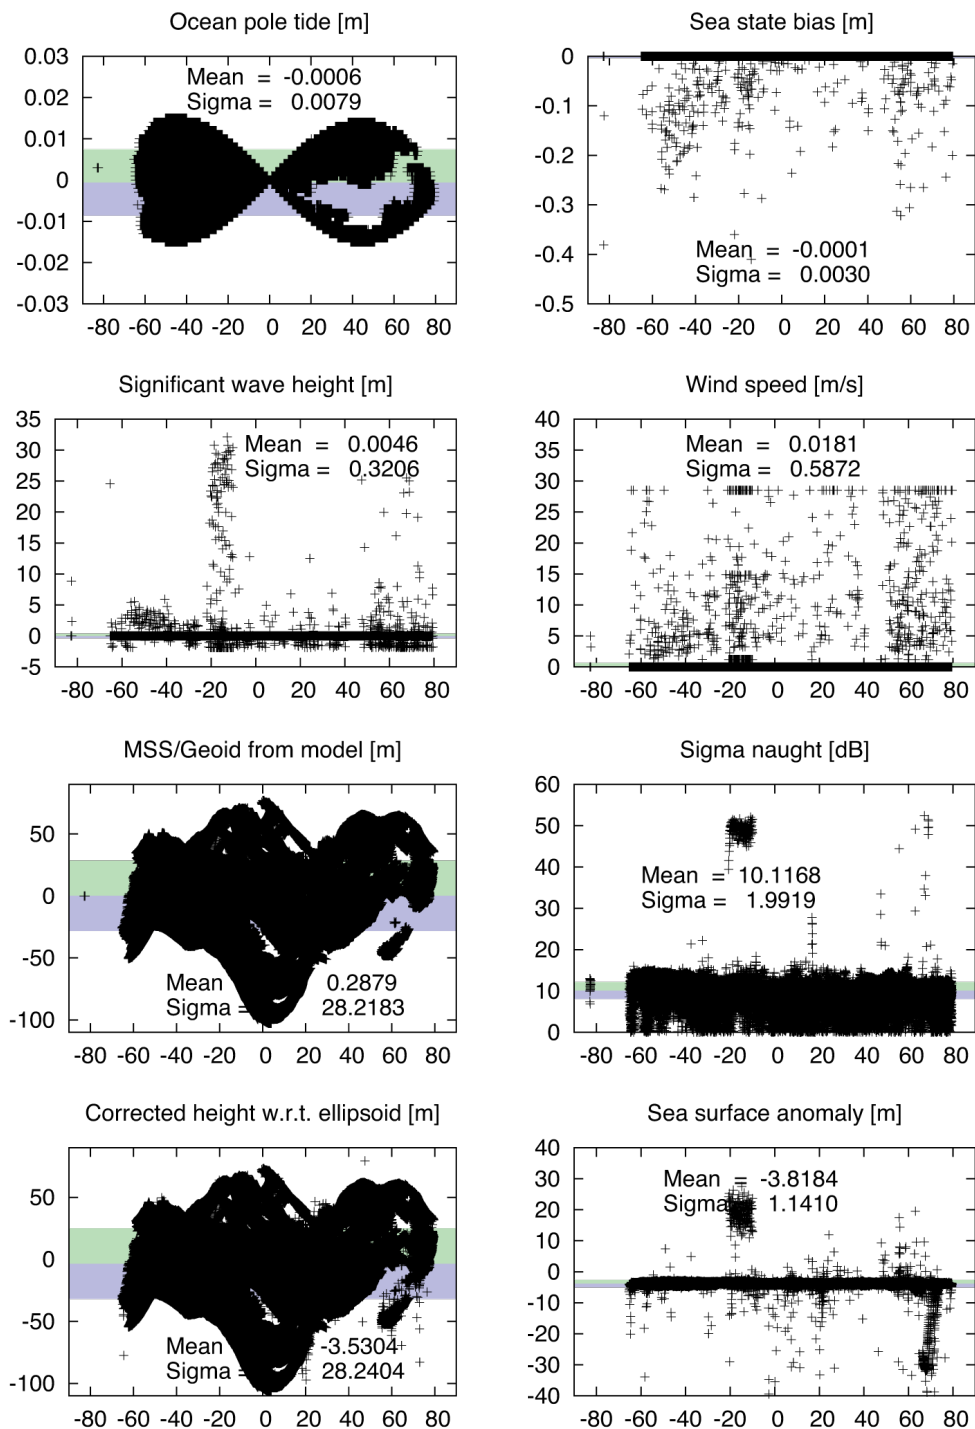 Ocean pole tide [m]
0.03
0.02
0.01
0
-0.01
-0.02
-0.03
Mean = -0.0006
Sigma = 0.0079
-80 -60 -40 -20 0 20 40 60 80
Sea state bias [m]
0
-0.1
-0.2
-0.3
-0.4
-0.5
Mean = -0.0001
Sigma = 0.0030
-80 -60 -40 -20 0 20 40 60 80
Significant wave height [m]
35
30
25
20
15
10
5
0
-5
Mean = 0.0046
Sigma = 0.3206
-80 -60 -40 -20 0 20 40 60 80
Wind speed [m/s]
40
35
30
25
20
15
10
5
0
Mean = 0.0181
Sigma = 0.5872
-80 -60 -40 -20 0 20 40 60 80
MSS/Geoid from model [m]
50
0
-50
-100
Mean 0.2879
Sigma = 28.2183
-80 -60 -40 -20 0 20 40 60 80
Sigma naught [dB]
60
50
40
30
20
10
0
Mean = 10.1168
Sigma = 1.9919
-80 -60 -40 -20 0 20 40 60 80
Corrected height w.r.t. ellipsoid [m]
50
0
-50
-100
Mean -3.5304
Sigma 28.2404
-80 -60 -40 -20 0 20 40 60 80
Sea surface anomaly [m]
40
30
20
10
0
-10
-20
-30
-40
Mean = -3.8184
Sigma 1.1410
-80 -60 -40 -20 0 20 40 60 80